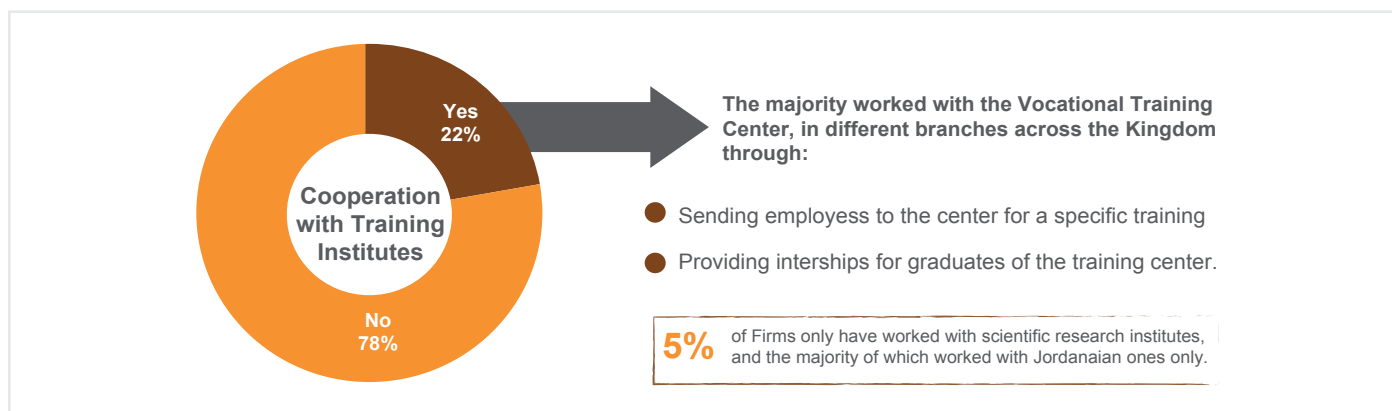 Yes
22%
Cooperation
with Training
Institutes
No
78%
The majority worked with the Vocational Training
Center, in different branches across the Kingdom
through:
Sending employess to the center for a specific training
Providing interships for graduates of the training center.
5%
of Firms only have worked with scientific research institutes,
and the majority of which worked with Jordanaian ones only.